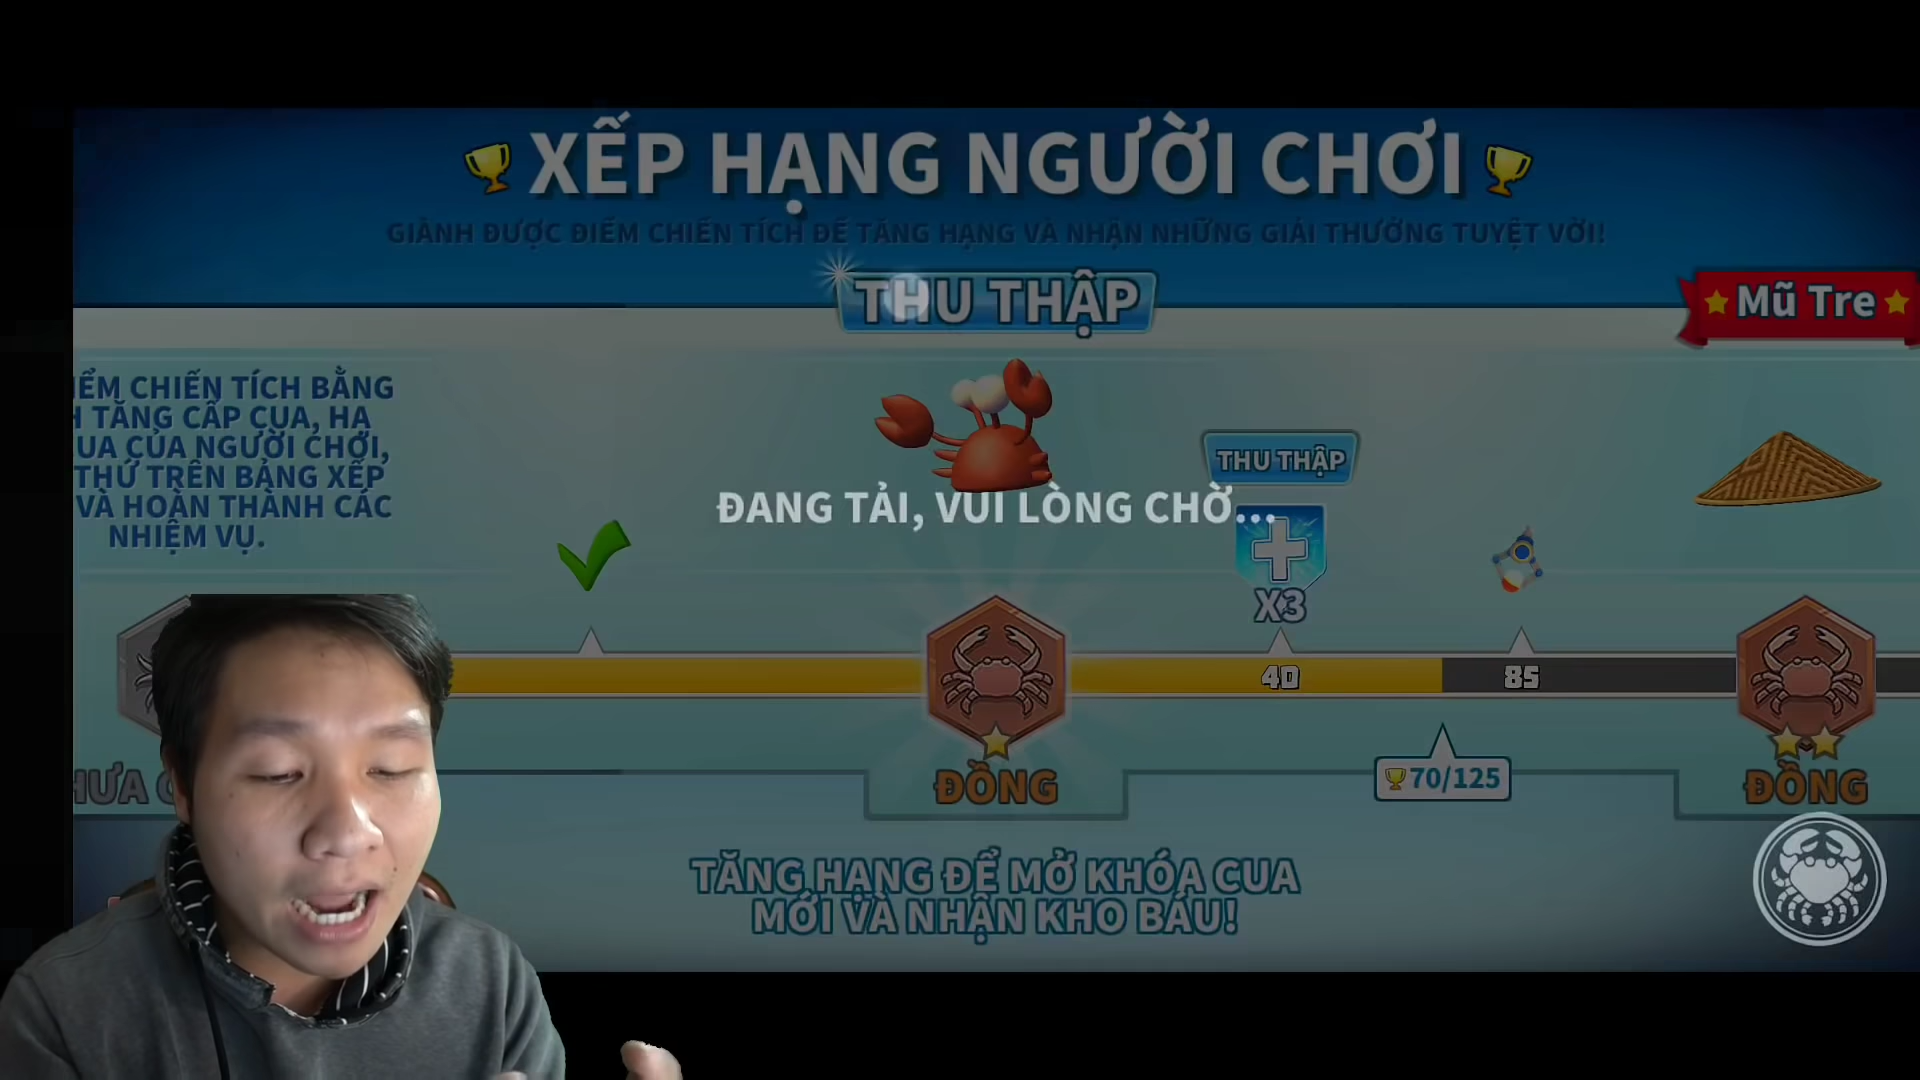 XẾP HẠNG NGƯỜI CHƠI
GIÀNH ĐƯỢC ĐIỂM CHIẾN TÍCH ĐỂ TĂNG HẠNG VÀ NHẬN NHỮNG GIẢI THƯỞNG TUYỆT VỜI!
THU THẬP
Mũ Tre
IỂM CHIẾN TÍCH BẰNG
H TĂNG CẤP CUA, HẠ
UA CỦA NGƯỜI CHƠI,
THỨ TRÊN BẢNG XẾP
VÀ HOÀN THÀNH CÁC
NHIỆM VỤ.
THU THẬP
ĐANG TẢI, VUI LÒNG CHỜ...
X3
40
85
HƯA
ĐỒNG
70/125
ĐỒNG
TĂNG HẠNG ĐỂ MỞ KHÓA CUA
MỚI VÀ NHẬN KHO BÁU!